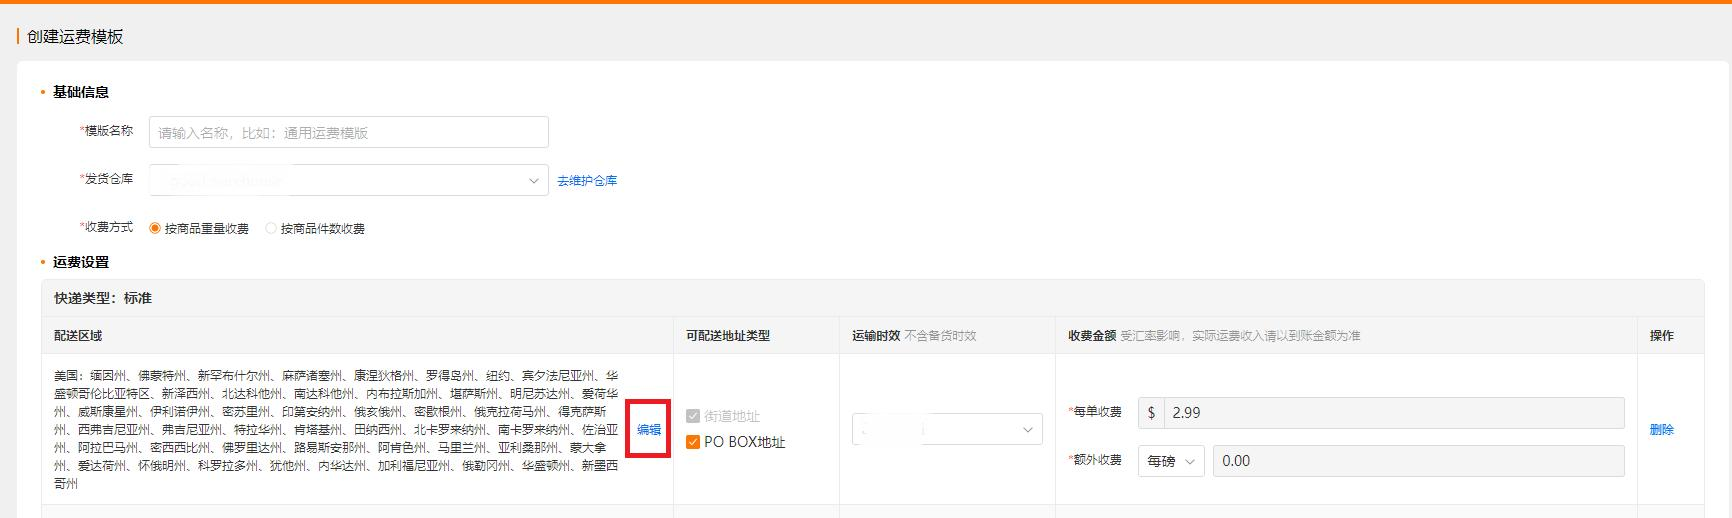 创建运费模板
基础信息
*模版名称 请输入名称，比如：通用运费模版
*发货仓库 去维护仓库
*收费方式 按商品重量收费 按商品件数收费
运费设置
快递类型：标准
配送区域 可配送地址类型 运输时效 不含备货时效 收费金额 受汇率影响，实际运费收入请以到账金额为准 操作
美国：缅因州、佛蒙特州、新罕布什尔州、麻萨诸塞州、康涅狄格州、罗得岛州、纽约、宾夕法尼亚州、华
盛顿哥伦比亚特区、新泽西州、北达科他州、南达科他州、内布拉斯加州、堪萨斯州、明尼苏达州、爱荷华
州、威斯康星州、伊利诺伊州、密苏里州、印第安纳州、俄亥俄州、密歇根州、俄克拉荷马州、得克萨斯
州、西弗吉尼亚州、弗吉尼亚州、特拉华州、肯塔基州、田纳西州、北卡罗来纳州、南卡罗来纳州、佐治亚
州、阿拉巴马州、密西西比州、佛罗里达州、路易斯安那州、阿肯色州、马里兰州、亚利桑那州、蒙大拿
州、爱达荷州、怀俄明州、科罗拉多州、犹他州、内华达州、加利福尼亚州、俄勒冈州、华盛顿州、新墨西
哥州
编辑
街道地址
PO BOX地址
*每单收费 $ 2.99
*额外收费 每磅 0.00
删除